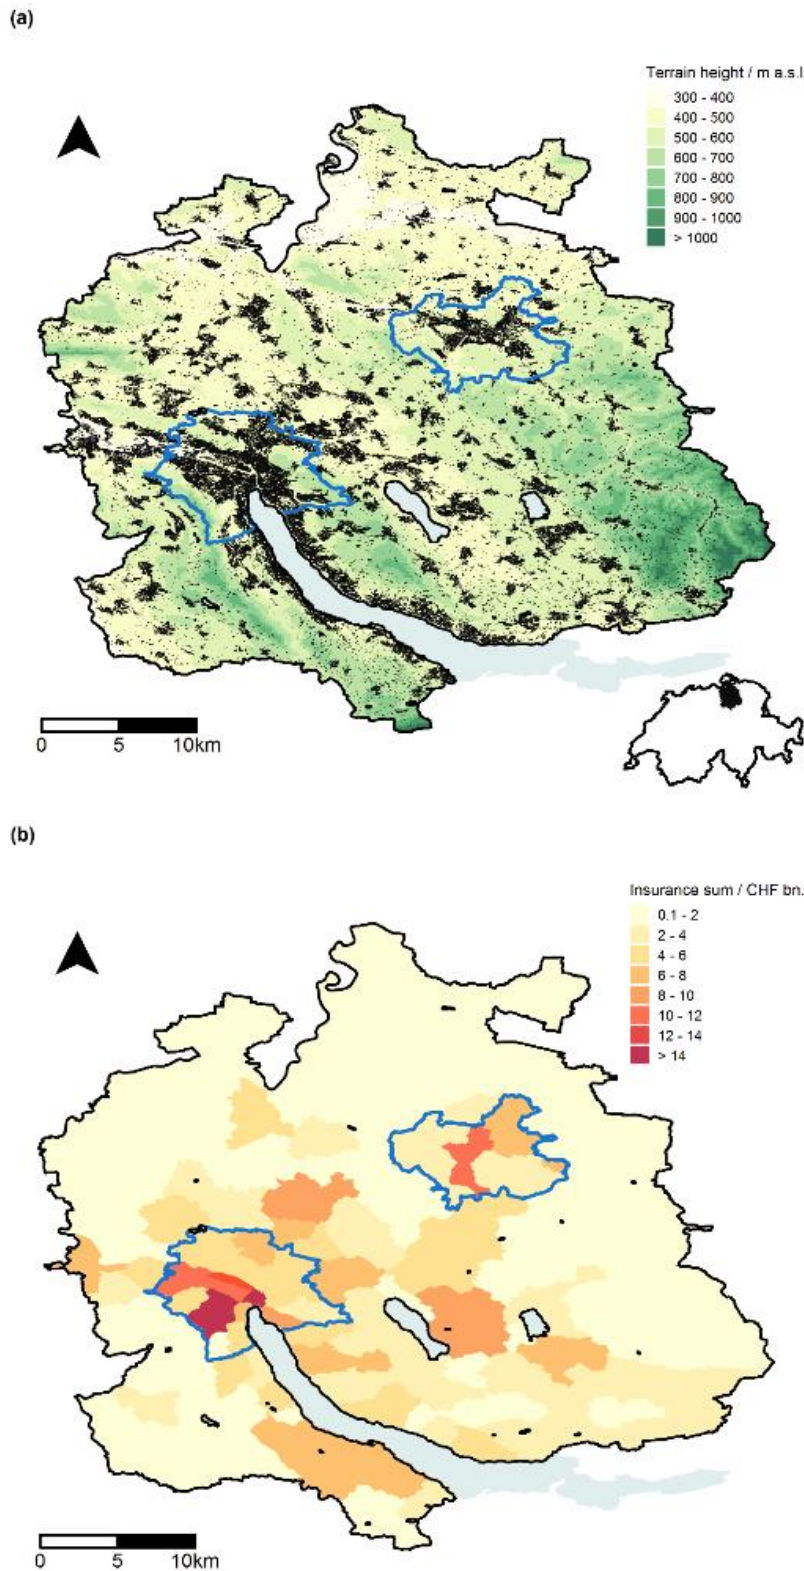 (a)
Terrain height / m a.s.l
300 - 400
400 - 500
500 - 600
600 - 700
700 - 800
800 - 900
900 - 1000
> 1000
0 5 10km
(b)
Insurance sum / CHF bn.
0.1 - 2
2 - 4
4 - 6
6 - 8
8 - 10
10 - 12
12 - 14
> 14
0 5 10km